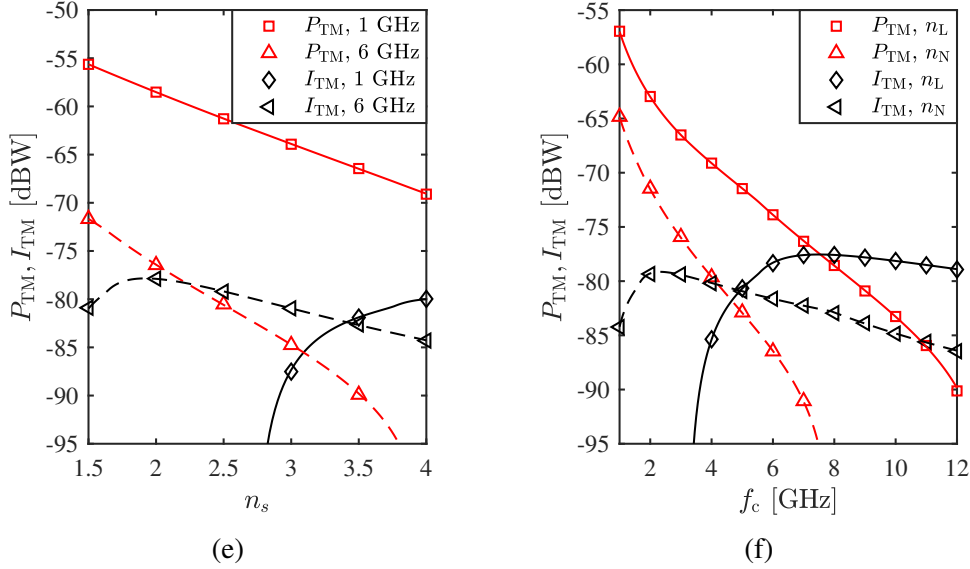 P_TM, 1 GHz
P_TM, 6 GHz
I_TM, 1 GHz
I_TM, 6 GHz
P_TM, I_TM [dBW]
-50
-55
-60
-65
-70
-75
-80
-85
-90
-95
1.5 2 2.5 3 3.5 4
n_s
(e)
P_TM, n_L
P_TM, n_N
I_TM, n_L
I_TM, n_N
P_TM, I_TM [dBW]
-55
-60
-65
-70
-75
-80
-85
-90
-95
2 4 6 8 10 12
f_c [GHz]
(f)